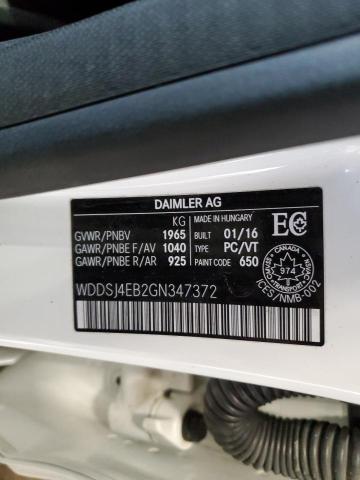 DAIMLER AG
KG MADE IN HUNGARY
GVWR/PNBV 1965 BUILT 01/16
GAWR/PNBE F/AV 1040 TYPE PC/VT
GAWR/PNBE R/AR 925 PAINT CODE 650
EC
CANADA
974
TRANSPORT
ICES/NMB-002
WDDSJ4EB2GN347372